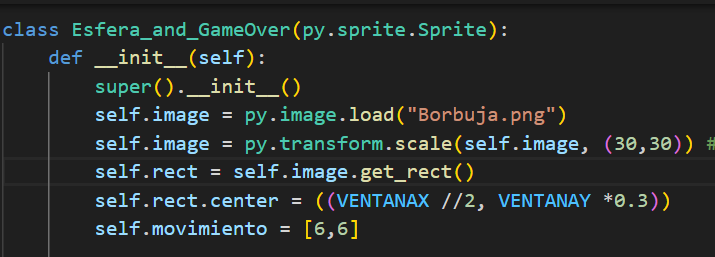 class Esfera_and_GameOver(py.sprite.Sprite):
    def __init__(self):
        super().__init__()
        self.image = py.image.load("Borbuja.png")
        self.image = py.transform.scale(self.image, (30,30)) #
        self.rect = self.image.get_rect()
        self.rect.center = ((VENTANAX //2, VENTANAY *0.3))
        self.movimiento = [6,6]